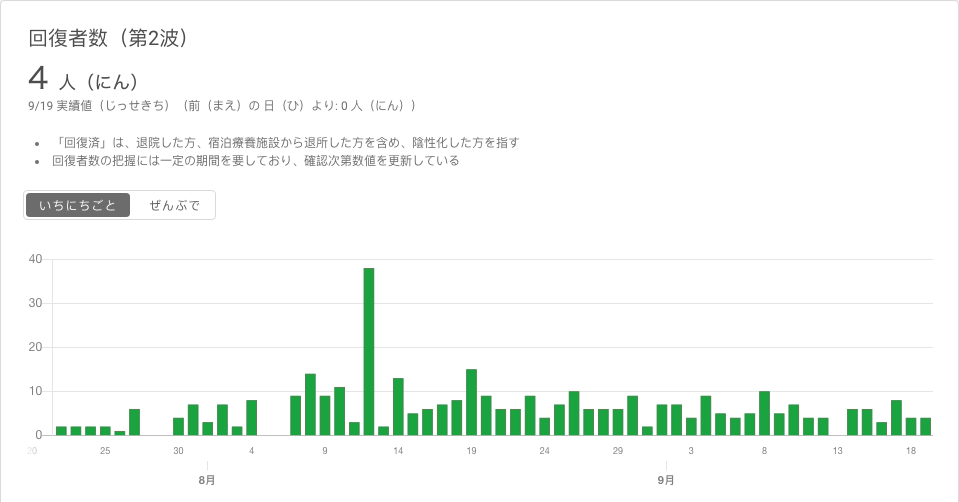 回復者数（第2波）
4 人（にん）
9/19 実績値（じっせきち）（前（まえ）の 日（ひ）より: 0 人（にん））
• 「回復済」は、退院した方、宿泊療養施設から退所した方を含め、陰性化した方を指す
• 回復者数の把握には一定の期間を要しており、確認次第数値を更新している
いちにちごと ぜんぶで
40
30
20
10
0
20 25 30 4 9 14 19 24 29 3 8 13 18
8月 9月